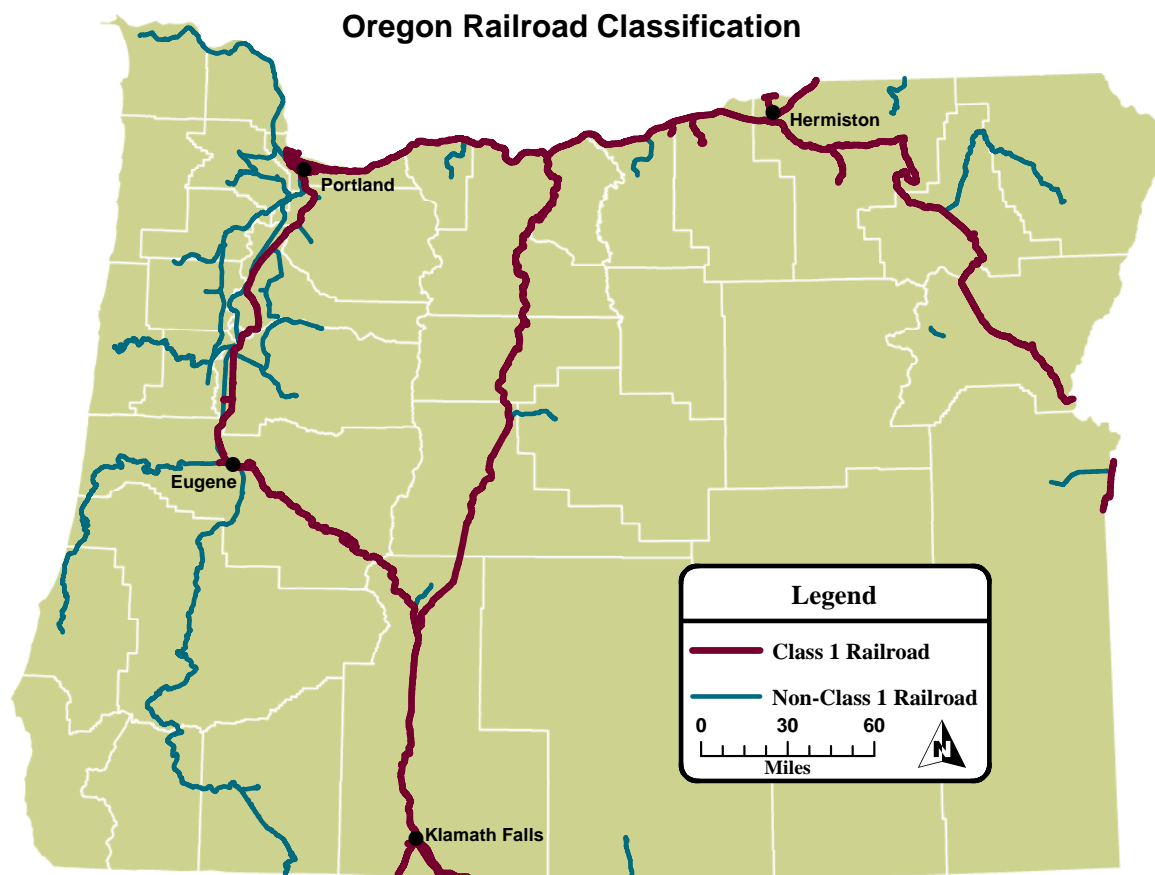 Oregon Railroad Classification
Hermiston
Portland
Eugene
Legend
Class 1 Railroad
Non-Class 1 Railroad
0 30 60
N
Miles
Klamath Falls